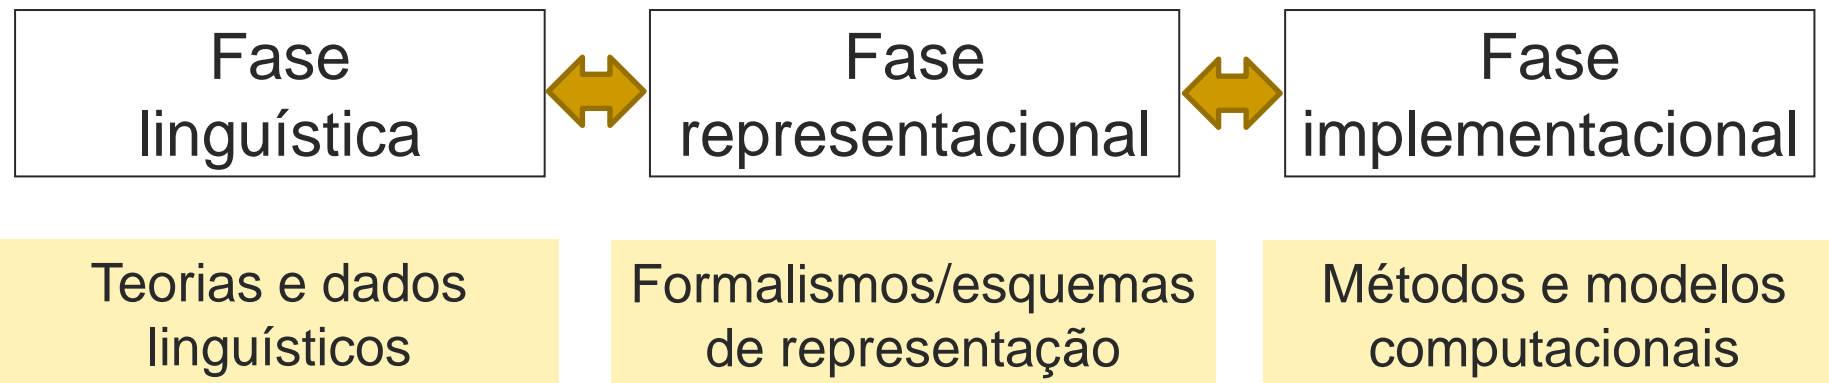 Fase
linguística
Fase
representacional
Fase
implementacional
Teorias e dados
linguísticos
Formalismos/esquemas
de representação
Métodos e modelos
computacionais